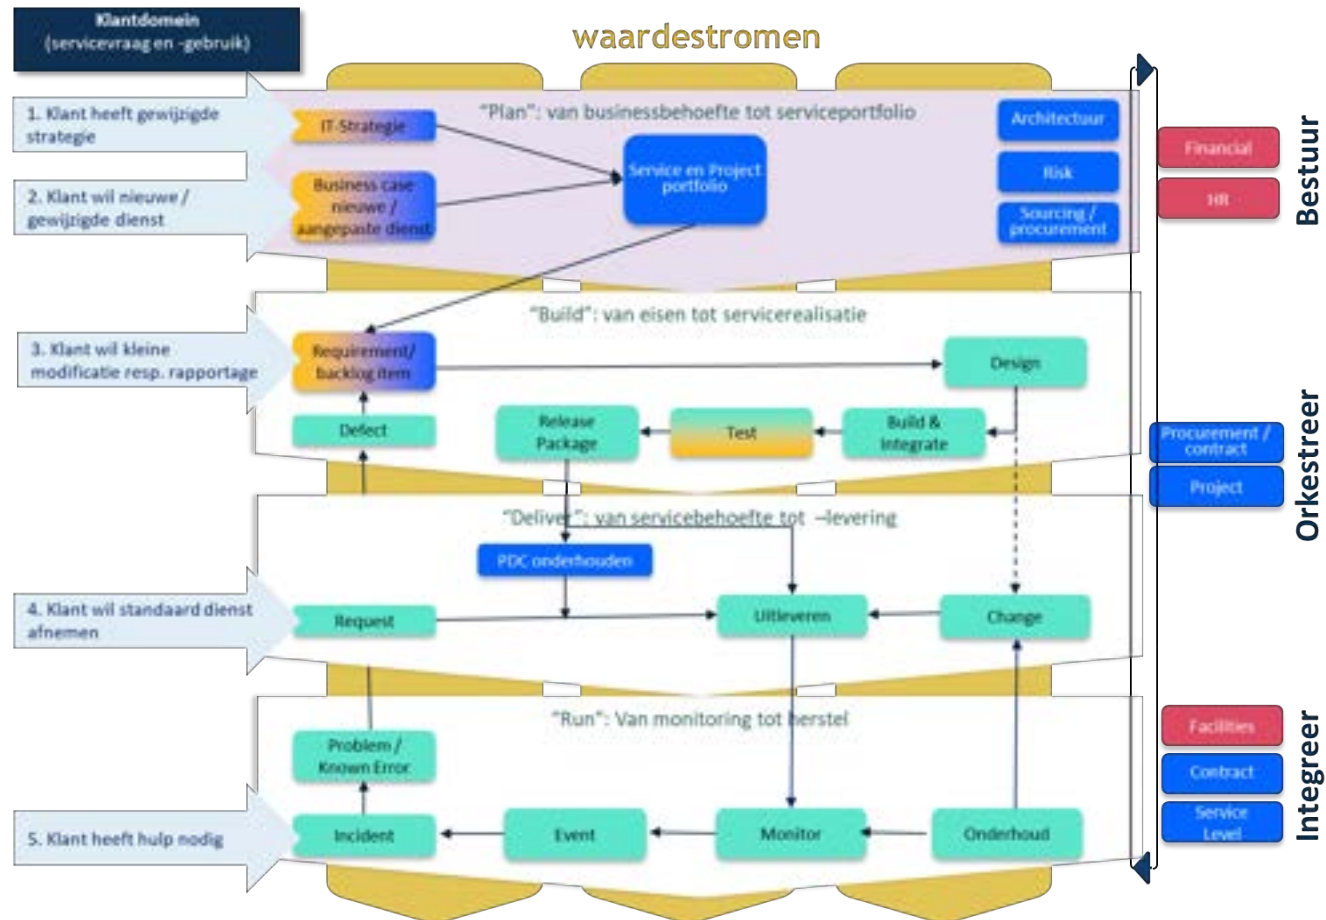 Klantdomein
(servicevraag en -gebruik)
waardestromen
1. Klant heeft gewijzigde
strategie
2. Klant wil nieuwe /
gewijzigde dienst
"Plan": van businessbehoefte tot serviceportfolio
IT-Strategie
Business case
nieuwe /
aangepaste dienst
Service en Project
portfolio
Architectuur
Risk
Sourcing /
procurement
Financial
HR
Bestuur
"Build": van eisen tot servicerealisatie
3. Klant wil kleine
modificatie resp. rapportage
Requirement/
backlog item
Design
Defect
Release
Package
Test
Build &
Integrate
Procurement /
contract
Project
Orkestreer
"Deliver": van servicebehoefte tot –levering
PDC onderhouden
4. Klant wil standaard dienst
afnemen
Request
Uitleveren
Change
"Run": Van monitoring tot herstel
Problem /
Known Error
5. Klant heeft hulp nodig
Incident
Event
Monitor
Onderhoud
Facilities
Contract
Service
Level
Integreer